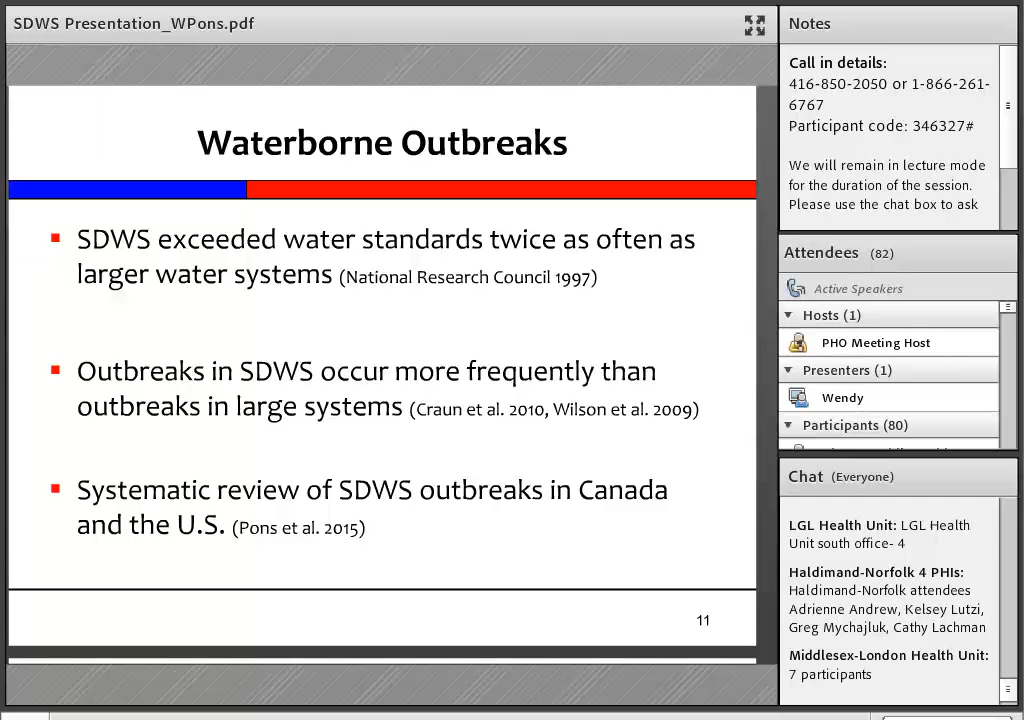 SDWS Presentation_WPons.pdf
Waterborne Outbreaks
SDWS exceeded water standards twice as often as
larger water systems (National Research Council 1997)
Outbreaks in SDWS occur more frequently than
outbreaks in large systems (Craun et al. 2010, Wilson et al. 2009)
Systematic review of SDWS outbreaks in Canada
and the U.S. (Pons et al. 2015)
11
Notes
Call in details:
416-850-2050 or 1-866-261-
6767
Participant code: 346327#
We will remain in lecture mode
for the duration of the session.
Please use the chat box to ask
Attendees (82)
Active Speakers
Hosts (1)
PHO Meeting Host
Presenters (1)
Wendy
Participants (80)
Chat (Everyone)
LGL Health Unit: LGL Health
Unit south office- 4
Haldimand-Norfolk 4 PHIs:
Haldimand-Norfolk attendees
Adrienne Andrew, Kelsey Lutzi,
Greg Mychajluk, Cathy Lachman
Middlesex-London Health Unit:
7 participants